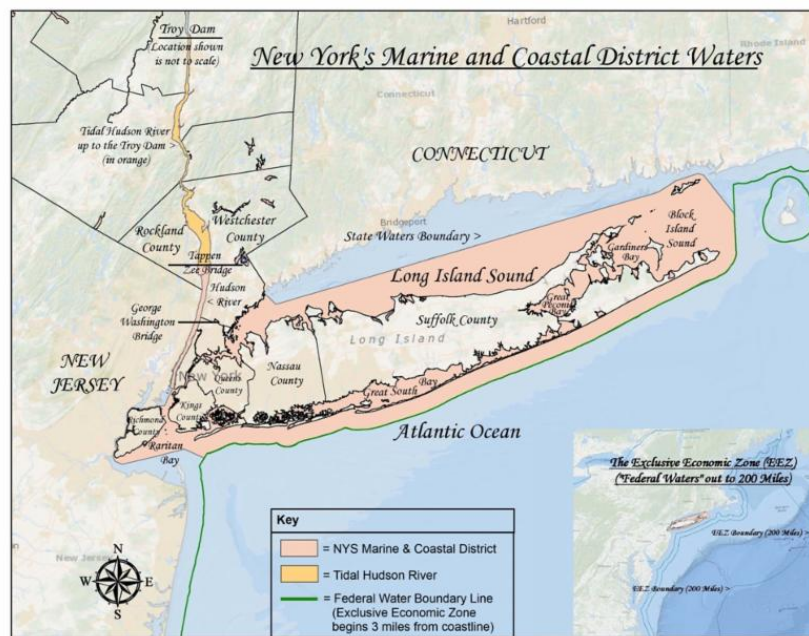 Troy Dam
(Location shown
is not to scale)
Hartford
Rhode Island
New York's Marine and Coastal District Waters
Connecticut
Tidal Hudson River
up to the Troy Dam >
(in orange)
CONNECTICUT
Bridgeport
Rockland
County
Westchester
County
State Waters Boundary >
Block
Island
Sound
Gardiners
Bay
Tappen
Zee Bridge
Long Island Sound
Hudson
< River
Great
Peconic
Bay
George
Washington
Bridge
Suffolk County
Long Island
NEW
JERSEY
New York
Queens
County
Nassau
County
Great South Bay
Kings
County
Richmond
County
Raritan
Bay
Atlantic Ocean
The Exclusive Economic Zone (EEZ)
("Federal Waters" out to 200 Miles)
EEZ Boundary (200 Miles) >
EEZ Boundary (200 Miles) >
New Jersey
N
W E
S
Key
= NYS Marine & Coastal District
= Tidal Hudson River
= Federal Water Boundary Line
(Exclusive Economic Zone
begins 3 miles from coastline)